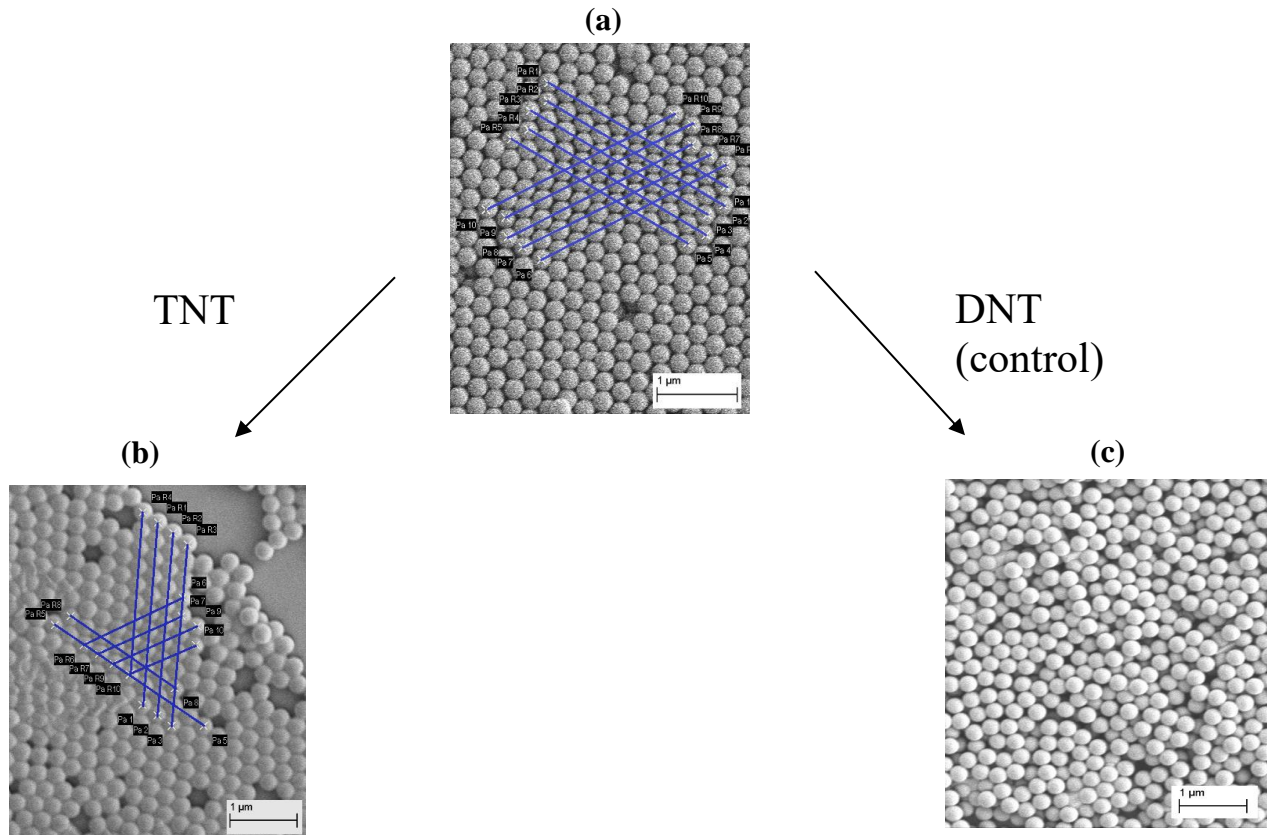 (a)
Pa R1
Pa R2
Pa R3
Pa R4
Pa R5
Pa R10
Pa R9
Pa R8
Pa R7
Pa 1
Pa 2
Pa 3
Pa 4
Pa 5
Pa 10
Pa 9
Pa 8
Pa 7
Pa 6
1 µm
TNT
DNT
(control)
(b)
Pa R4
Pa R1
Pa R2
Pa R3
Pa 6
Pa 7
Pa 9
Pa 10
Pa R8
Pa R5
Pa R6
Pa R7
Pa R9
Pa R10
Pa 8
Pa 1
Pa 2
Pa 3
Pa 5
1 µm
(c)
1 µm